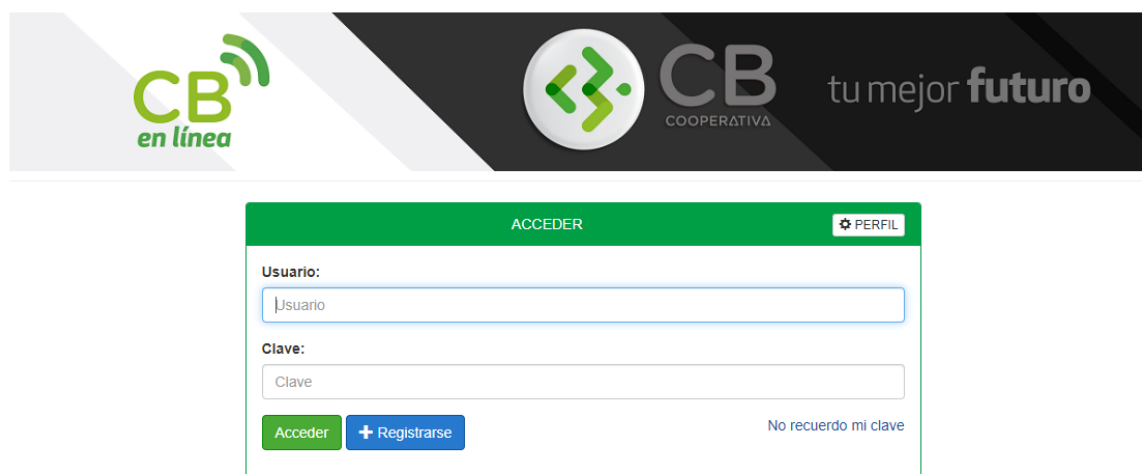 CB
en línea
CB
COOPERATIVA
tu mejor futuro
ACCEDER
PERFIL
Usuario:
Usuario
Clave:
Clave
Acceder
Registrarse
No recuerdo mi clave